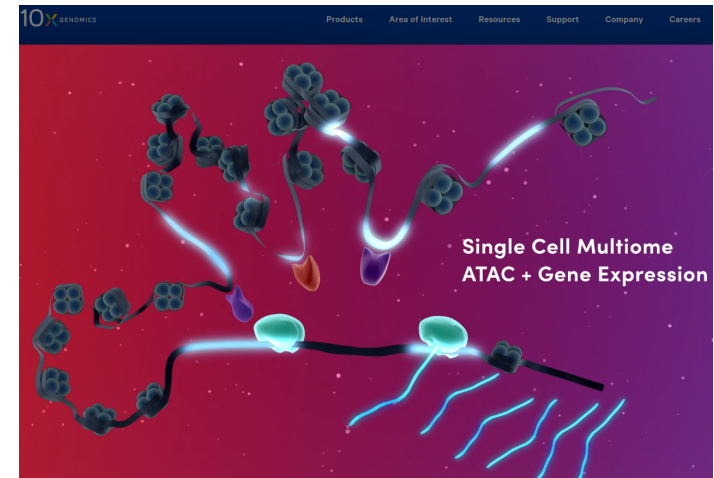 10X GENOMICS
Products Area of Interest Resources Support Company Careers
Single Cell Multiome
ATAC + Gene Expression